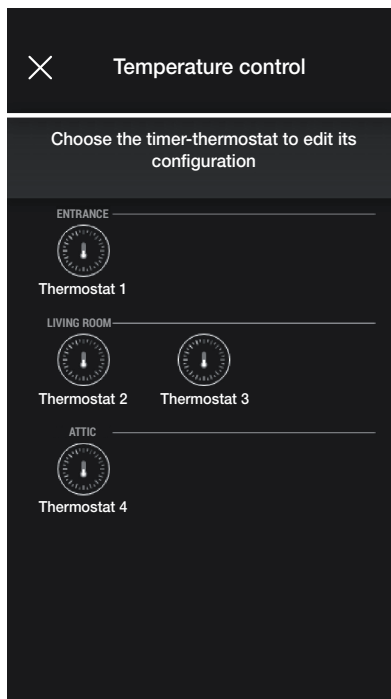 Temperature control
Choose the timer-thermostat to edit its
configuration
ENTRANCE
Thermostat 1
LIVING ROOM
Thermostat 2 Thermostat 3
ATTIC
Thermostat 4